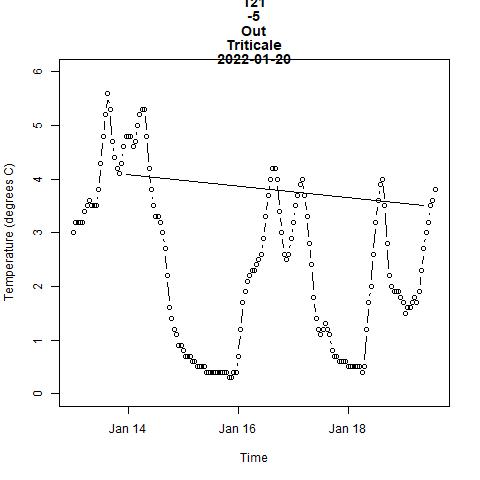 121
-5
Out
Triticale
2022-01-20
Temperature (degrees C)
6
5
4
3
2
1
0
Jan 14
Jan 16
Jan 18
Time